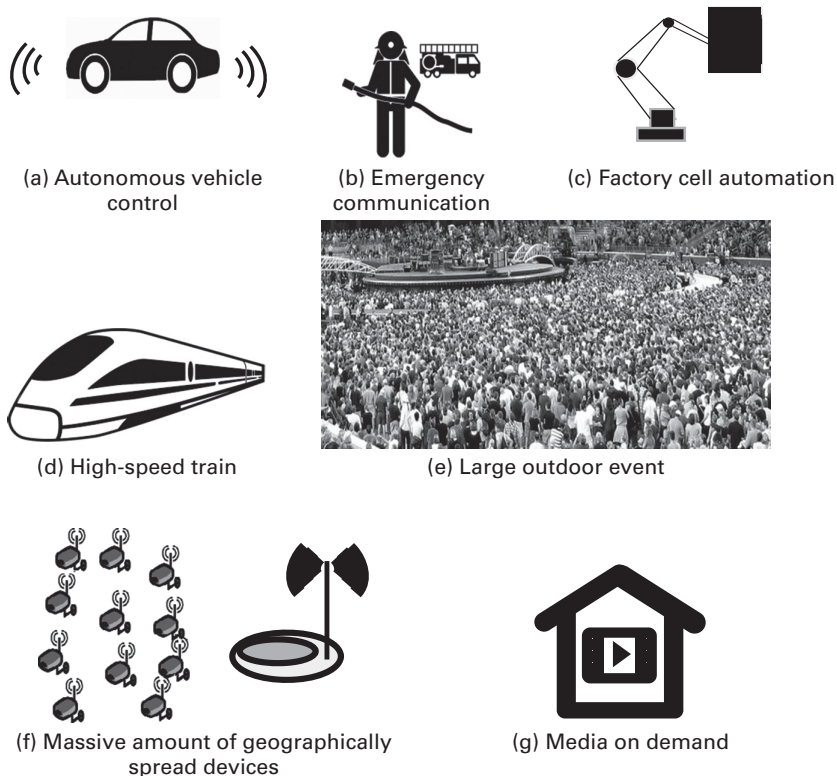 (a) Autonomous vehicle
control
(b) Emergency
communication
(c) Factory cell automation
(d) High-speed train
(e) Large outdoor event
(f) Massive amount of geographically
spread devices
(g) Media on demand